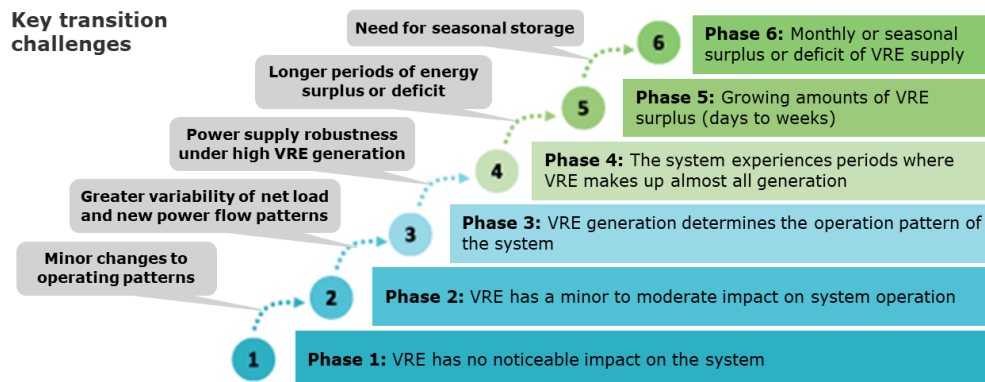 Key transition
challenges
Need for seasonal storage
6
Phase 6: Monthly or seasonal
surplus or deficit of VRE supply
Longer periods of energy
surplus or deficit
5
Phase 5: Growing amounts of VRE
surplus (days to weeks)
Power supply robustness
under high VRE generation
4
Phase 4: The system experiences periods where
VRE makes up almost all generation
Greater variability of net load
and new power flow patterns
3
Phase 3: VRE generation determines the operation pattern of
the system
Minor changes to
operating patterns
2
Phase 2: VRE has a minor to moderate impact on system operation
1
Phase 1: VRE has no noticeable impact on the system